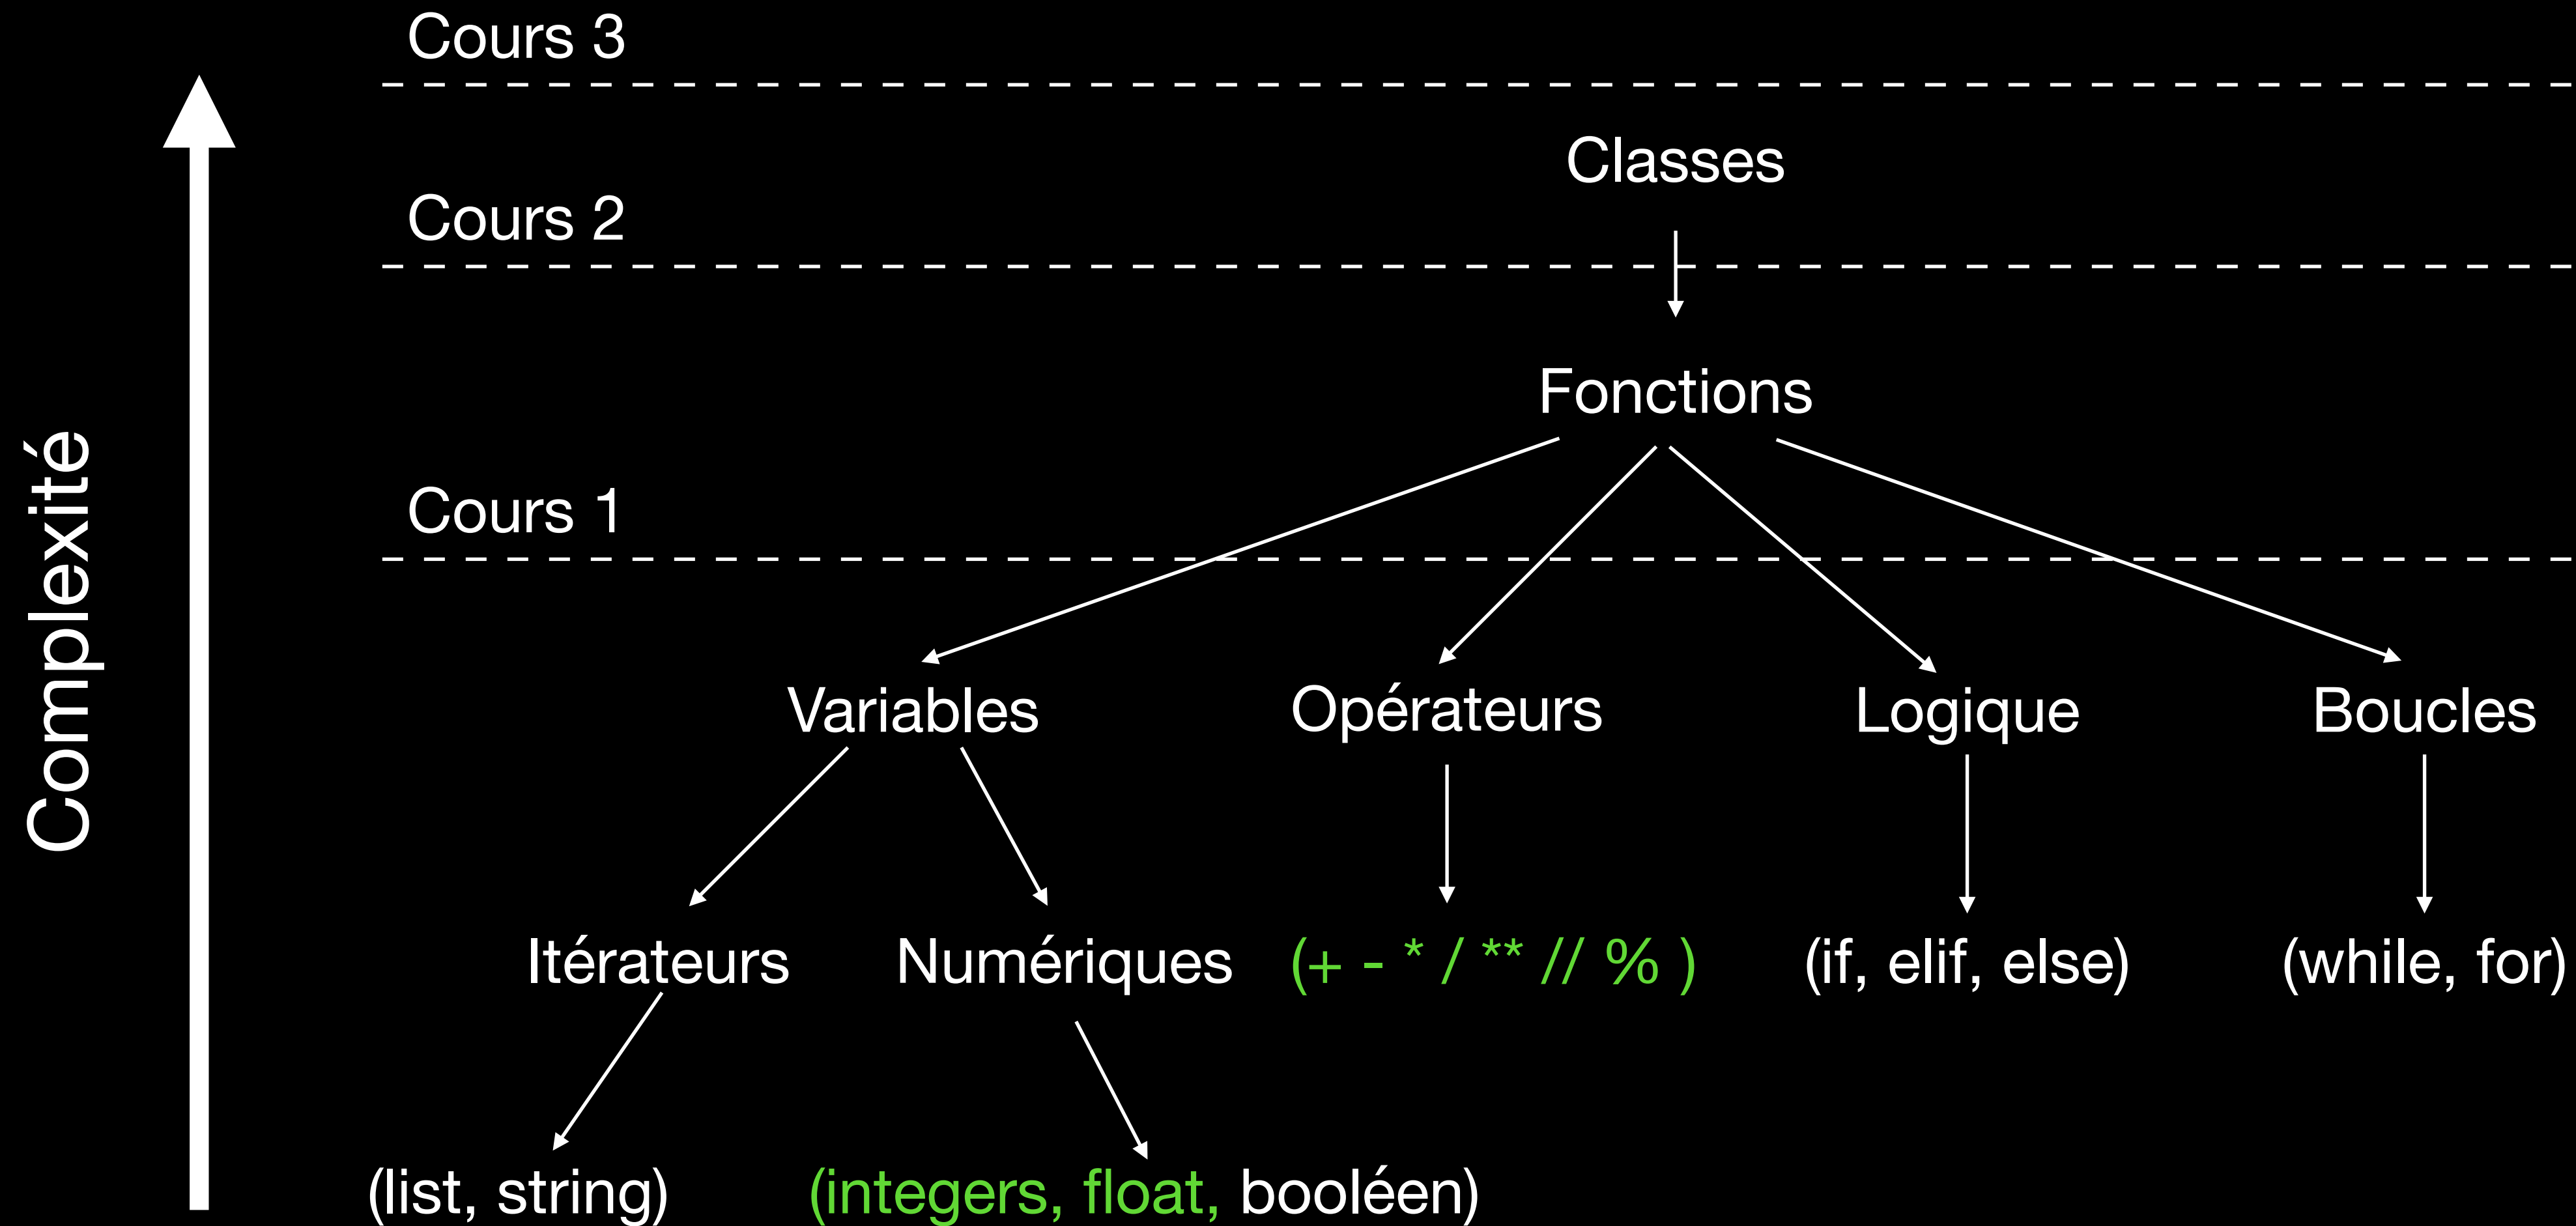 Cours 3
Classes
Cours 2
Fonctions
Complexité
Cours 1
Variables
Opérateurs
Logique
Boucles
Itérateurs
Numériques
(+ - * / ** // % )
(if, elif, else)
(while, for)
(list, string)
(integers, float, booléen)